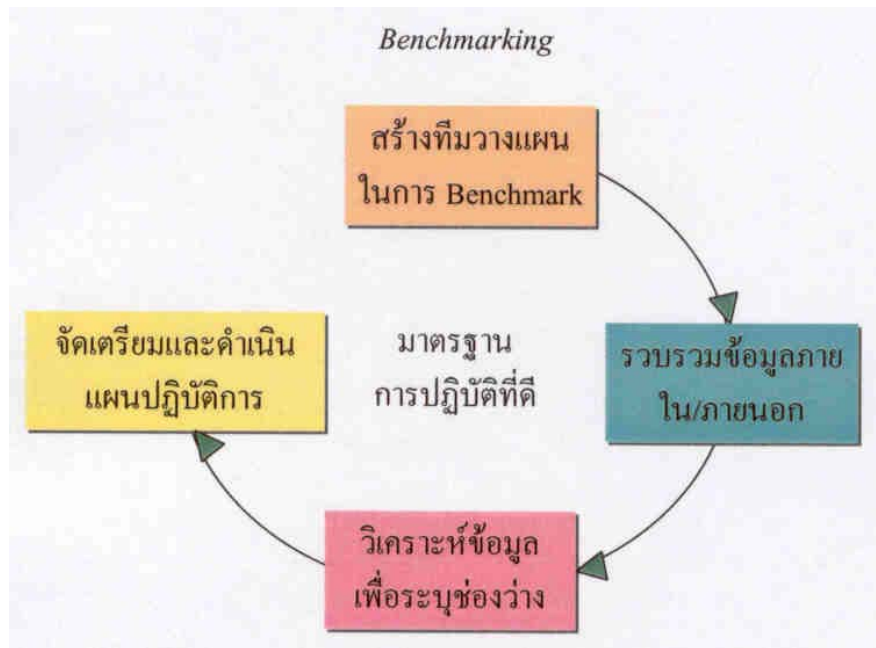 Benchmarking
สร้างทีมวางแผน
ในการ Benchmark
รวบรวมข้อมูลภาย
ใน/ภายนอก
วิเคราะห์ข้อมูล
เพื่อระบุช่องว่าง
จัดเตรียมและดำเนิน
แผนปฏิบัติการ
มาตรฐาน
การปฏิบัติที่ดี